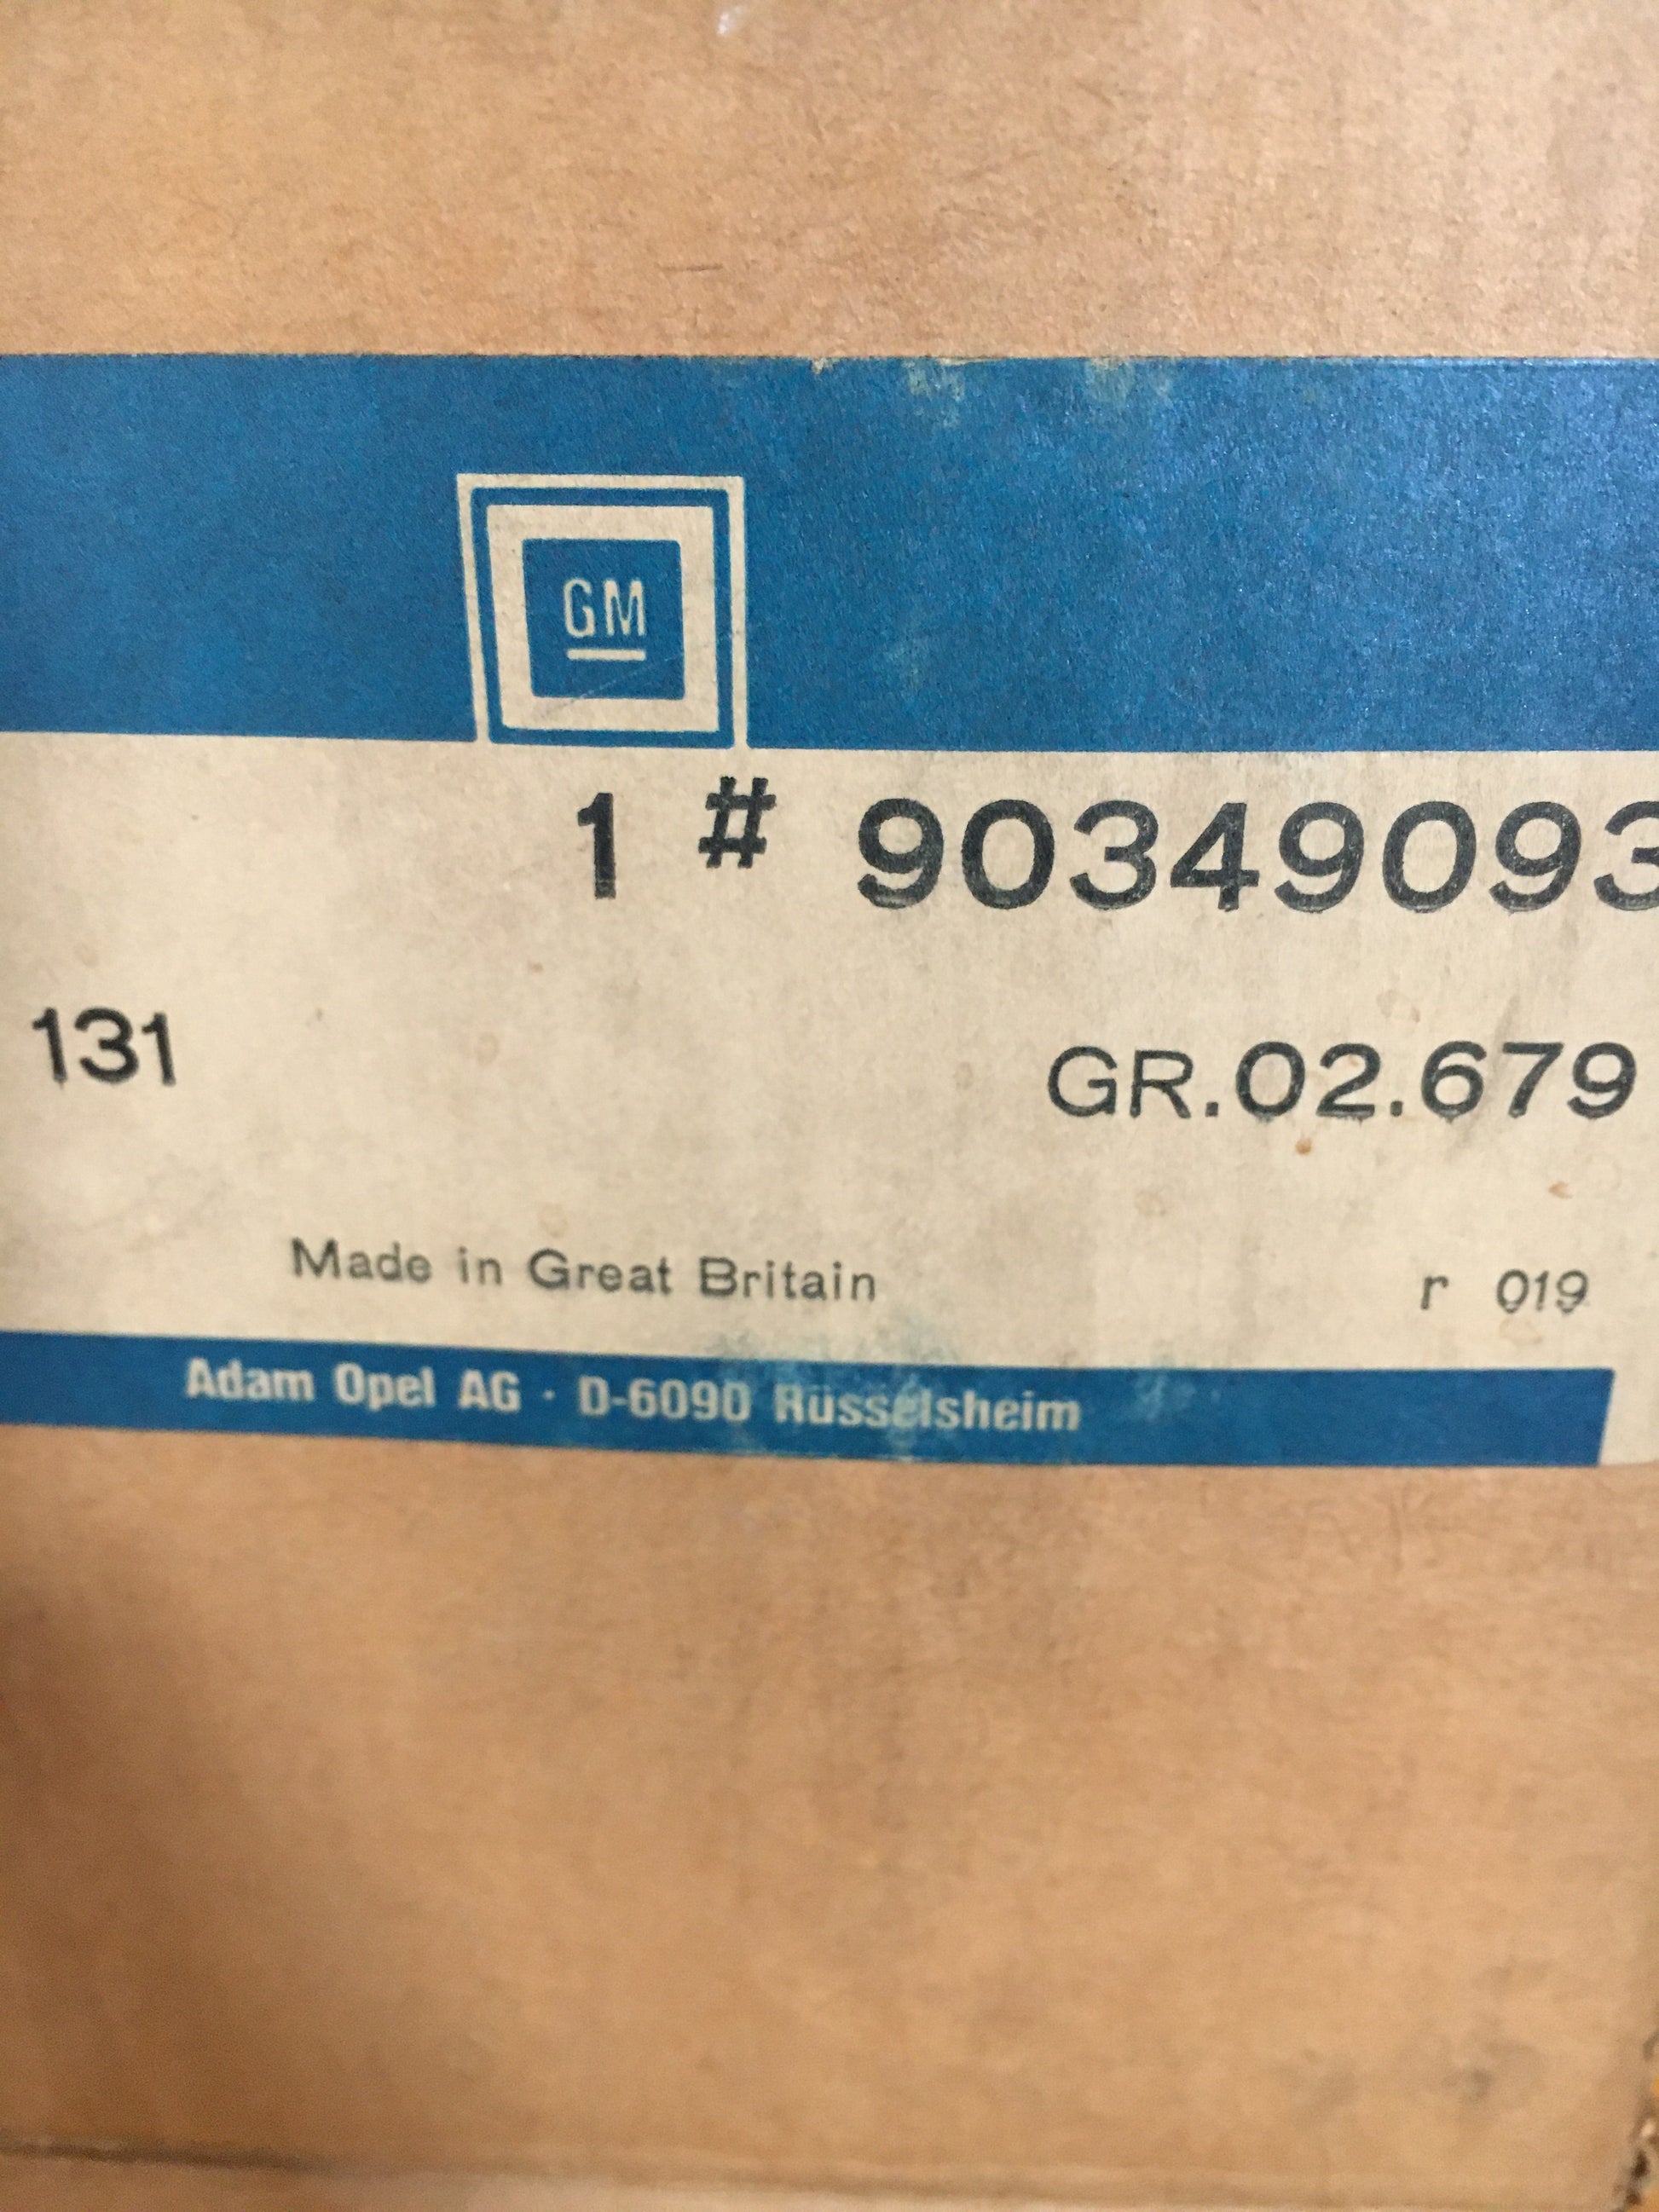 GM
1 # 90349093
131 GR.02.679
Made in Great Britain r 019
Adam Opel AG · D-6090 Rüsselsheim